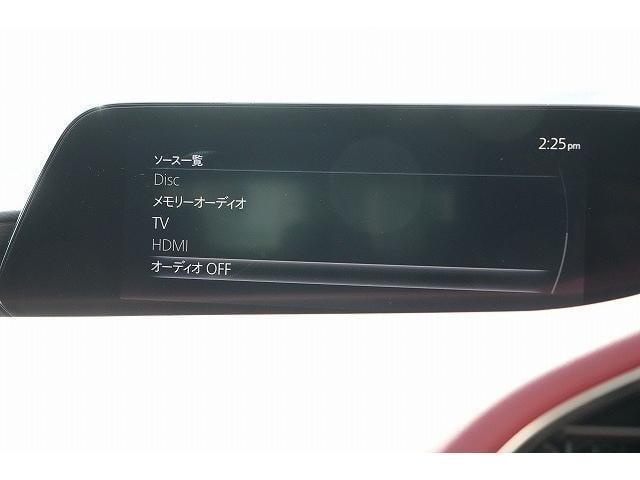 2:25pm
ソース一覧
Disc
メモリーオーディオ
TV
HDMI
オーディオ OFF